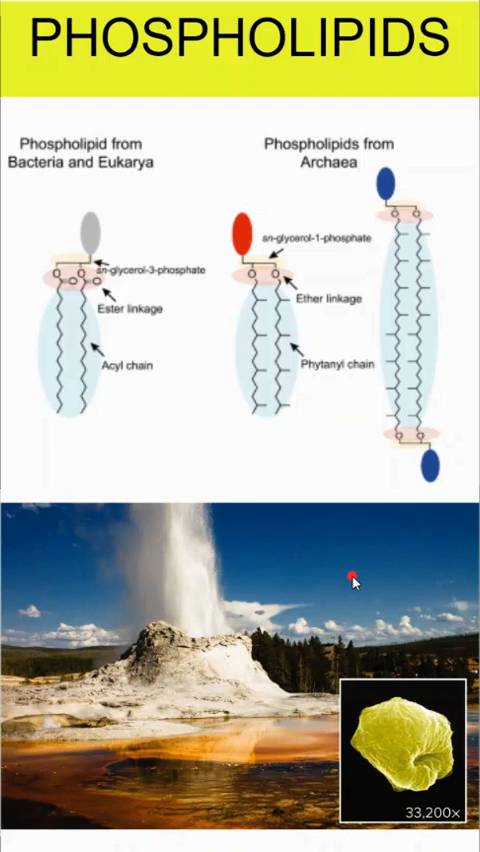 PHOSPHOLIPIDS
Phospholipid from
Bacteria and Eukarya
Phospholipids from
Archaea
sn-glycerol-3-phosphate
Ester linkage
Acyl chain
sn-glycerol-1-phosphate
Ether linkage
Phytanyl chain
O
O
O
O
O
O
O
O
O
O
33,200×